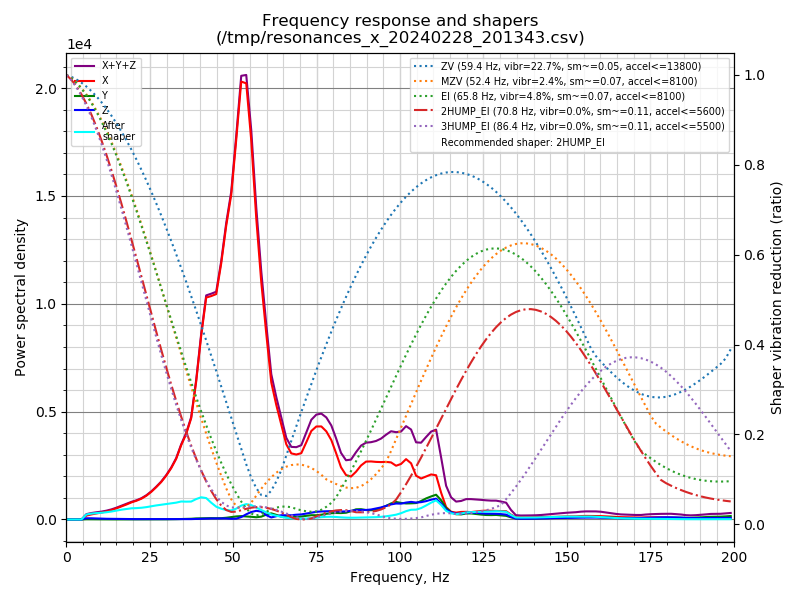 Frequency response and shapers
(/tmp/resonances_x_20240228_201343.csv)
1e4
X+Y+Z
X
Y
Z
After
shaper
ZV (59.4 Hz, vibr=22.7%, sm~=0.05, accel<=13800)
MZV (52.4 Hz, vibr=2.4%, sm~=0.07, accel<=8100)
EI (65.8 Hz, vibr=4.8%, sm~=0.07, accel<=8100)
2HUMP_EI (70.8 Hz, vibr=0.0%, sm~=0.11, accel<=5600)
3HUMP_EI (86.4 Hz, vibr=0.0%, sm~=0.11, accel<=5500)
Recommended shaper: 2HUMP_EI
Power spectral density
2.0
1.5
1.0
0.5
0.0
1.0
0.8
0.6
0.4
0.2
0.0
Shaper vibration reduction (ratio)
0 25 50 75 100 125 150 175 200
Frequency, Hz